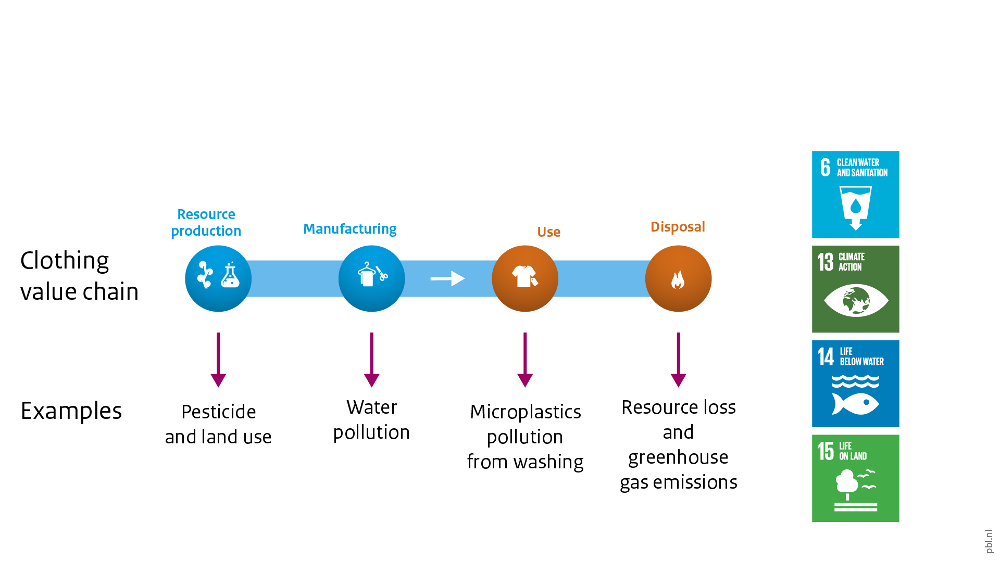 Clothing
value chain
Resource
production
Manufacturing
Use
Disposal
Examples
Pesticide
and land use
Water
pollution
Microplastics
pollution
from washing
Resource loss
and
greenhouse
gas emissions
6 CLEAN WATER
AND SANITATION
13 CLIMATE
ACTION
14 LIFE
BELOW WATER
15 LIFE
ON LAND
pbl.nl